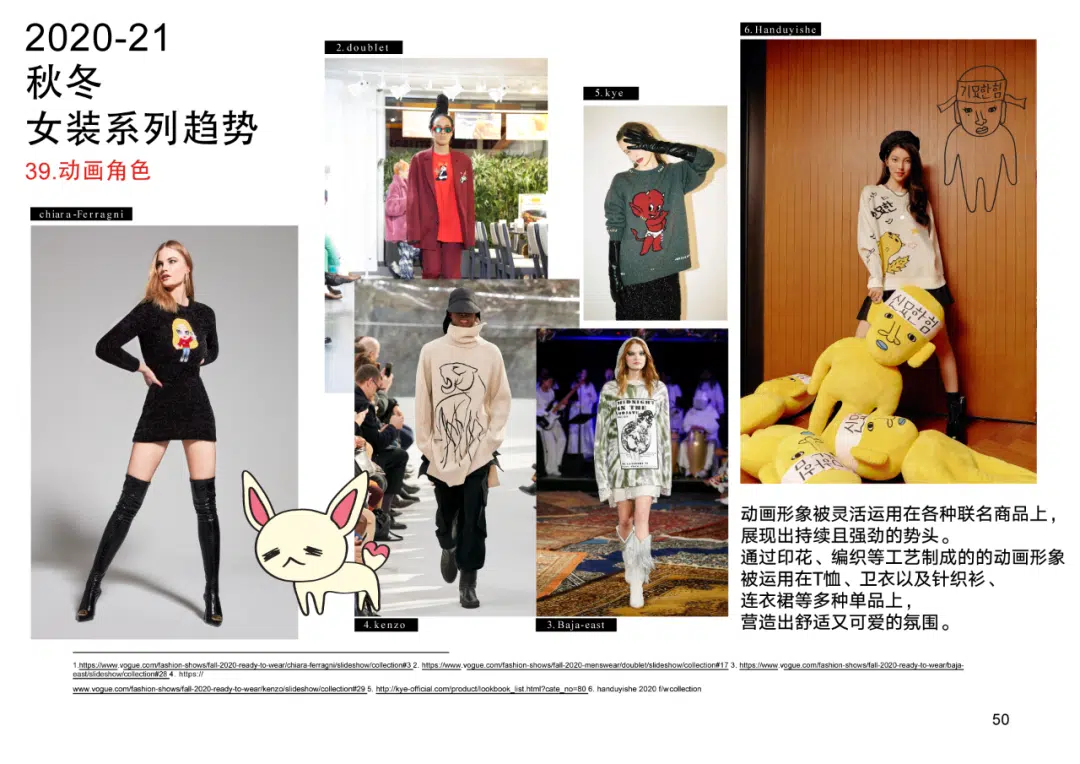 2020-21
秋冬
女装系列趋势
39.动画角色
chiara-Ferragni
2.doublet
5.kye
6.Handuyishe
기묘한힘
신묘한힘
MIDNIGHT
IN THE
4.kenzo
3.Baja-east
动画形象被灵活运用在各种联名商品上，
展现出持续且强劲的势头。
通过印花、编织等工艺制成的的动画形象
被运用在T恤、卫衣以及针织衫、
连衣裙等多种单品上，
营造出舒适又可爱的氛围。
1.https://www.vogue.com/fashion-shows/fall-2020-ready-to-wear/chiara-ferragni/slideshow/collection#3 2. https://www.vogue.com/fashion-shows/fall-2020-menswear/doublet/slideshow/collection#17 3. https://www.vogue.com/fashion-shows/fall-2020-ready-to-wear/baja-
east/slideshow/collection#28 4. https://
www.vogue.com/fashion-shows/fall-2020-ready-to-wear/kenzo/slideshow/collection#29 5. http://kye-official.com/product/lookbook_list.html?cate_no=80 6. handuyishe 2020 f/w collection
50